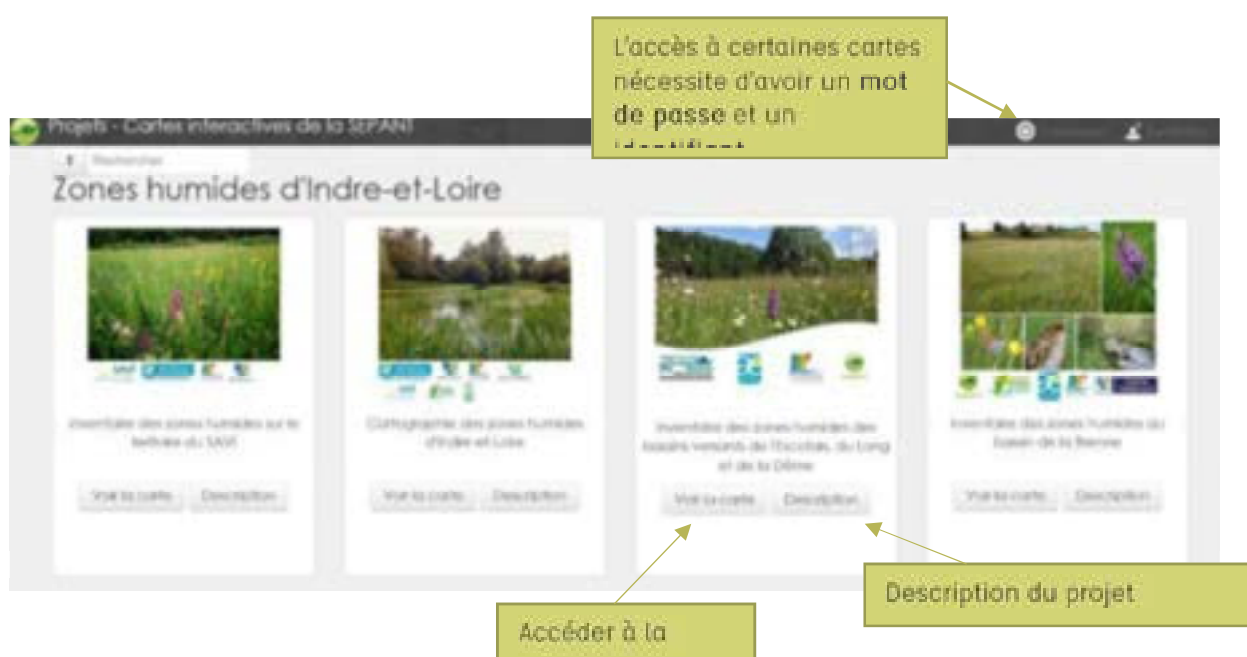 L'accès à certaines cartes
nécessite d'avoir un mot
de passe et un
identifiant
Projets - Cartes interactives de la SEPANT
Rechercher
Zones humides d'Indre-et-Loire
Inventaire des zones humides sur le
territoire du
Cartographie des zones humides
d'Indre-et-Loire
Inventaire des zones humides des
bassins versants de l'Escotais, du Long
et de la Dême
Inventaire des zones humides du
bassin de la
Voir la carte Description
Voir la carte Description
Voir la carte Description
Voir la carte Description
Description du projet
Accéder à la